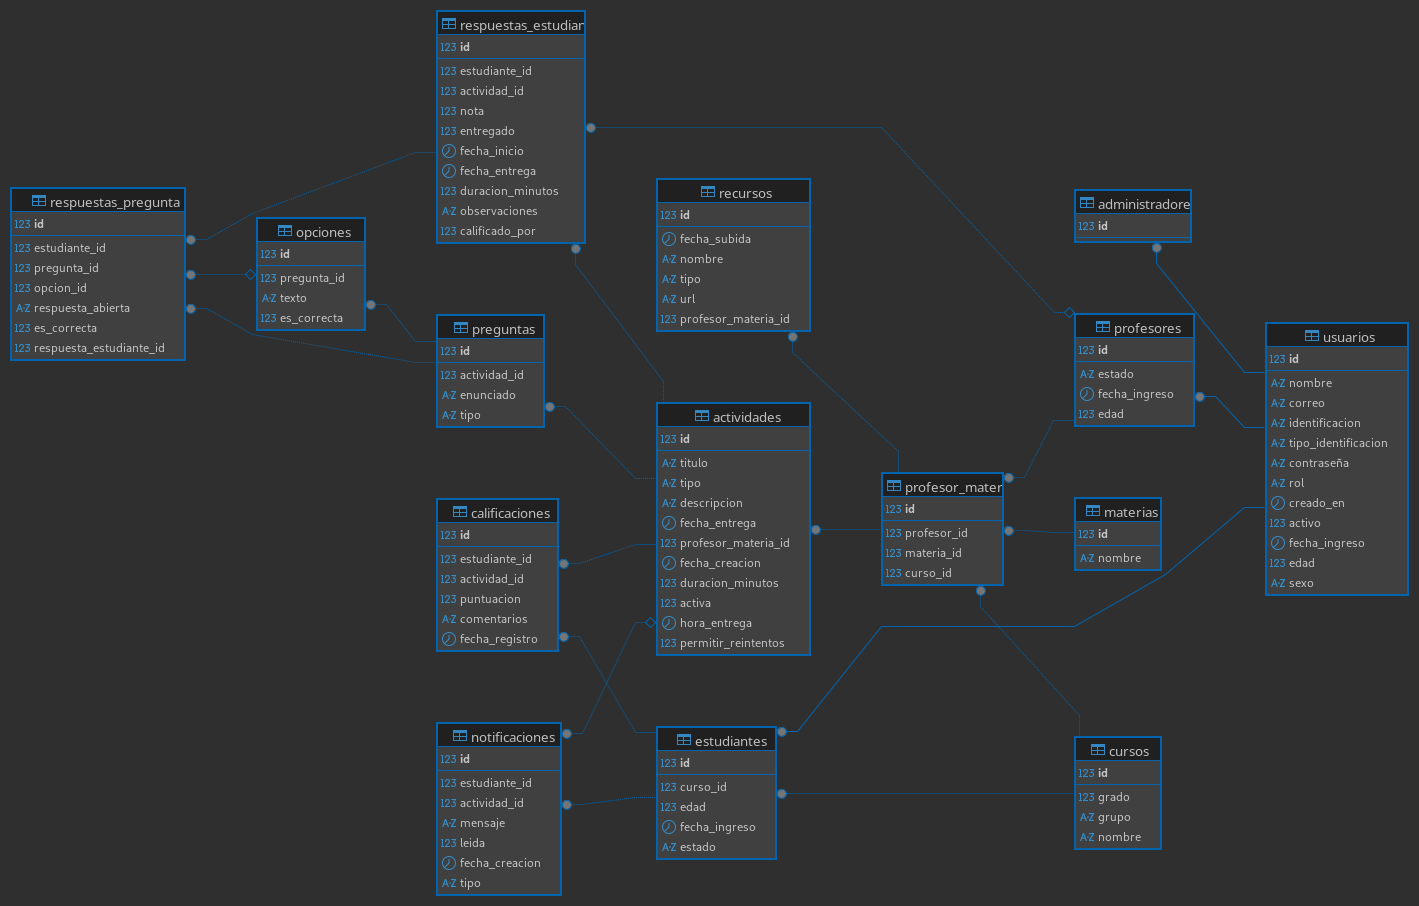 respuestas_estudian
123 id
123 estudiante_id
123 actividad_id
123 nota
123 entregado
fecha_inicio
fecha_entrega
123 duracion_minutos
A-Z observaciones
123 calificado_por
respuestas_pregunta
123 id
123 estudiante_id
123 pregunta_id
123 opcion_id
A-Z respuesta_abierta
123 es_correcta
123 respuesta_estudiante_id
opciones
123 id
123 pregunta_id
A-Z texto
123 es_correcta
preguntas
123 id
123 actividad_id
A-Z enunciado
A-Z tipo
recursos
123 id
fecha_subida
A-Z nombre
A-Z tipo
A-Z url
123 profesor_materia_id
administradore
123 id
profesores
123 id
A-Z estado
fecha_ingreso
123 edad
usuarios
123 id
A-Z nombre
A-Z correo
A-Z identificacion
A-Z tipo_identificacion
A-Z contraseña
A-Z rol
creado_en
123 activo
fecha_ingreso
123 edad
A-Z sexo
actividades
123 id
A-Z titulo
A-Z tipo
A-Z descripcion
fecha_entrega
123 profesor_materia_id
fecha_creacion
123 duracion_minutos
123 activa
hora_entrega
123 permitir_reintentos
profesor_mater
123 id
123 profesor_id
123 materia_id
123 curso_id
materias
123 id
A-Z nombre
calificaciones
123 id
123 estudiante_id
123 actividad_id
123 puntuacion
A-Z comentarios
fecha_registro
notificaciones
123 id
123 estudiante_id
123 actividad_id
A-Z mensaje
123 leida
fecha_creacion
A-Z tipo
estudiantes
123 id
123 curso_id
123 edad
fecha_ingreso
A-Z estado
cursos
123 id
123 grado
A-Z grupo
A-Z nombre